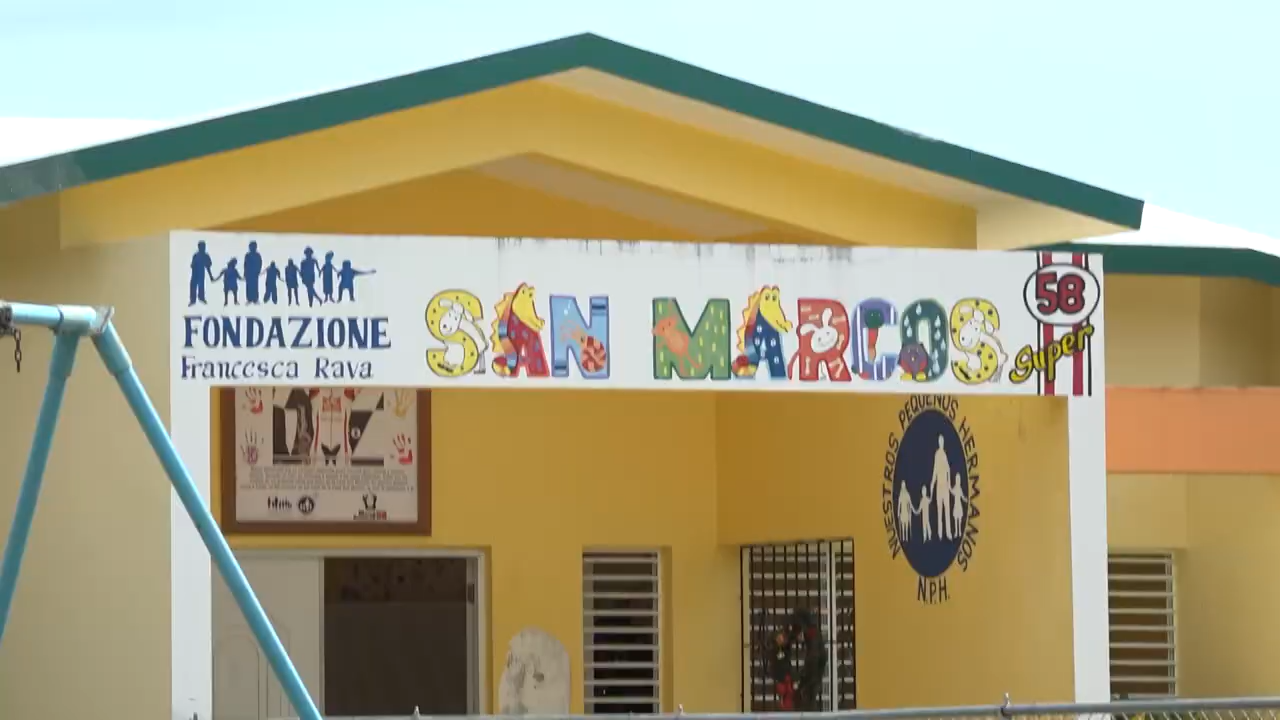 FONDAZIONE
Francesca Rava
SAN MARCOS
58
Super
NUESTROS PEQUEÑOS HERMANOS
N.P.H.